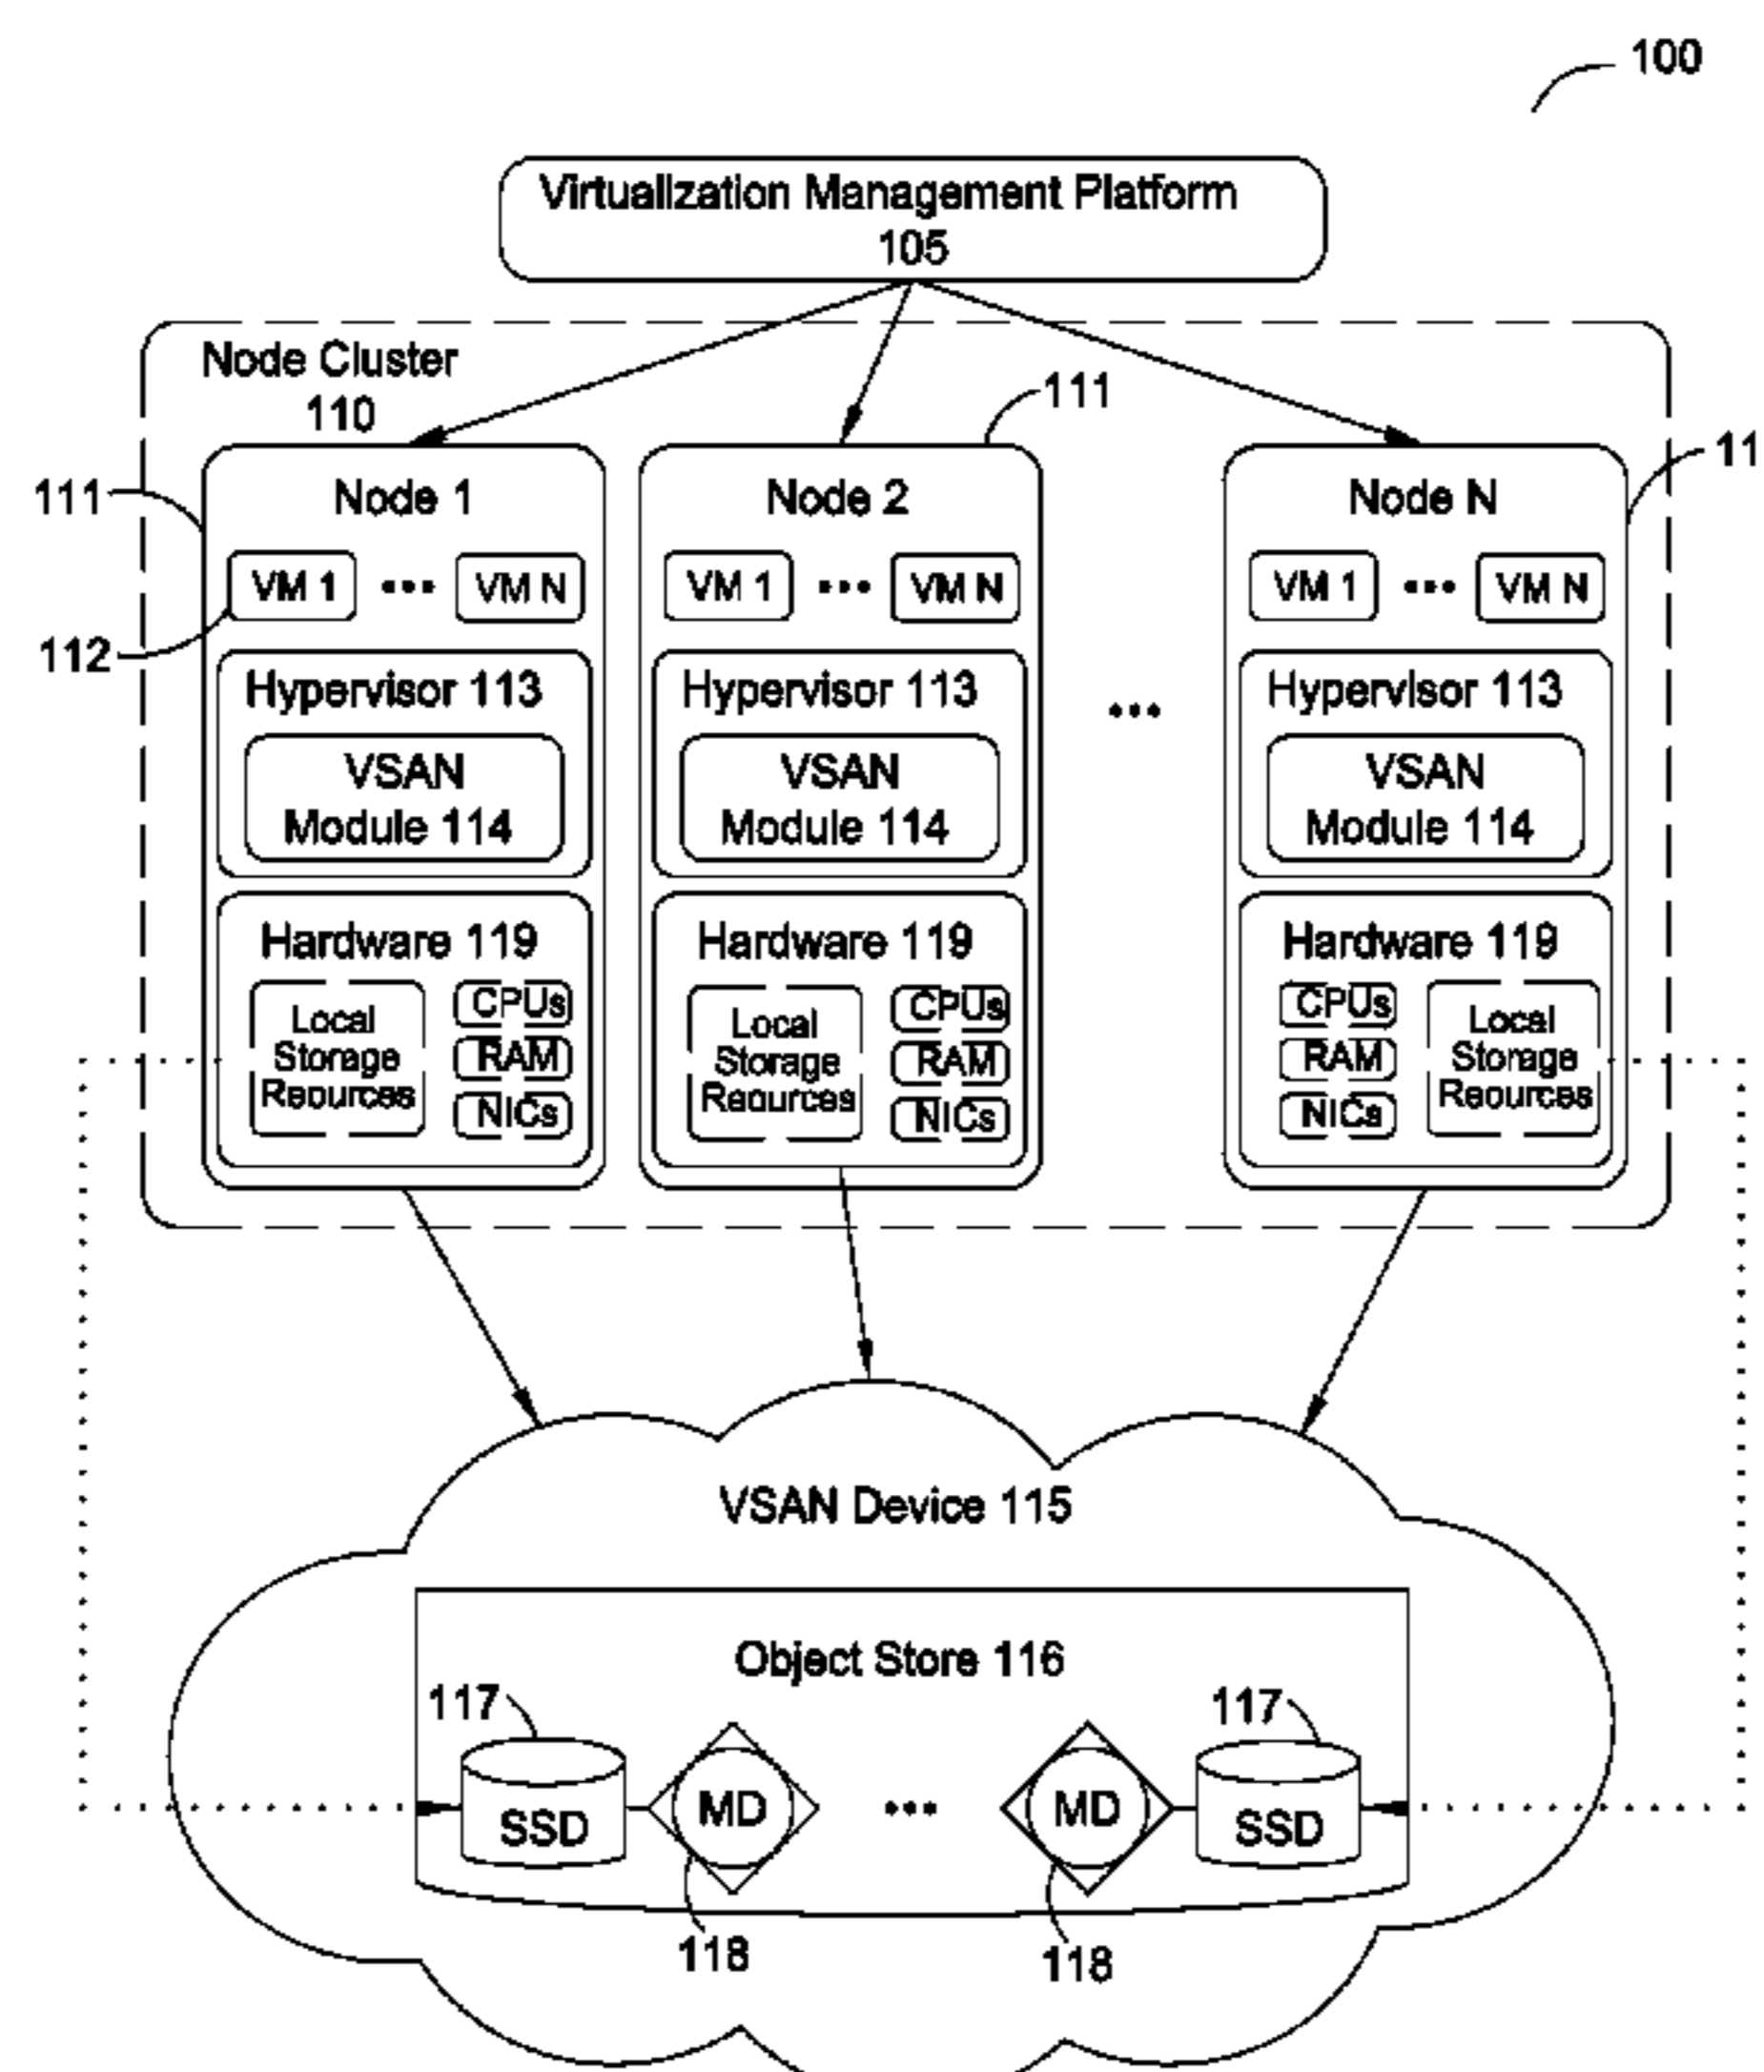 100
Virtualization Management Platform
105
Node Cluster
110
111
11
111
Node 1
Node 2
Node N
VM 1 ••• VM N
VM 1 ••• VM N
VM 1 ••• VM N
112
Hypervisor 113
Hypervisor 113
Hypervisor 113
•••
VSAN
Module 114
VSAN
Module 114
VSAN
Module 114
Hardware 119
Local
Storage
Reources
CPUs
RAM
NICs
Hardware 119
Local
Storage
Reources
CPUs
RAM
NICs
Hardware 119
CPUs
RAM
NICs
Local
Storage
Reources
VSAN Device 115
Object Store 116
117
117
SSD
MD
•••
MD
SSD
118
118